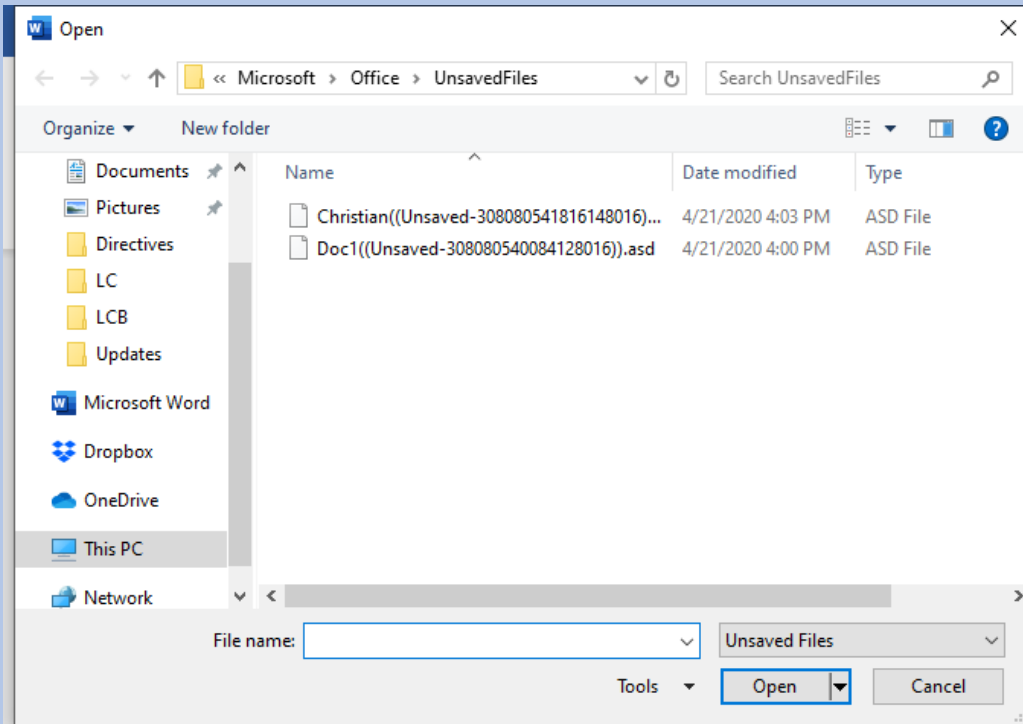 Open
« Microsoft > Office > UnsavedFiles
Search UnsavedFiles
Organize
New folder
Name
Date modified
Type
Documents
Pictures
Directives
LC
LCB
Updates
Microsoft Word
Dropbox
OneDrive
This PC
Network
Christian((Unsaved-308080541816148016)... 4/21/2020 4:03 PM ASD File
Doc1((Unsaved-308080540084128016)).asd 4/21/2020 4:00 PM ASD File
File name:
Unsaved Files
Tools
Open
Cancel